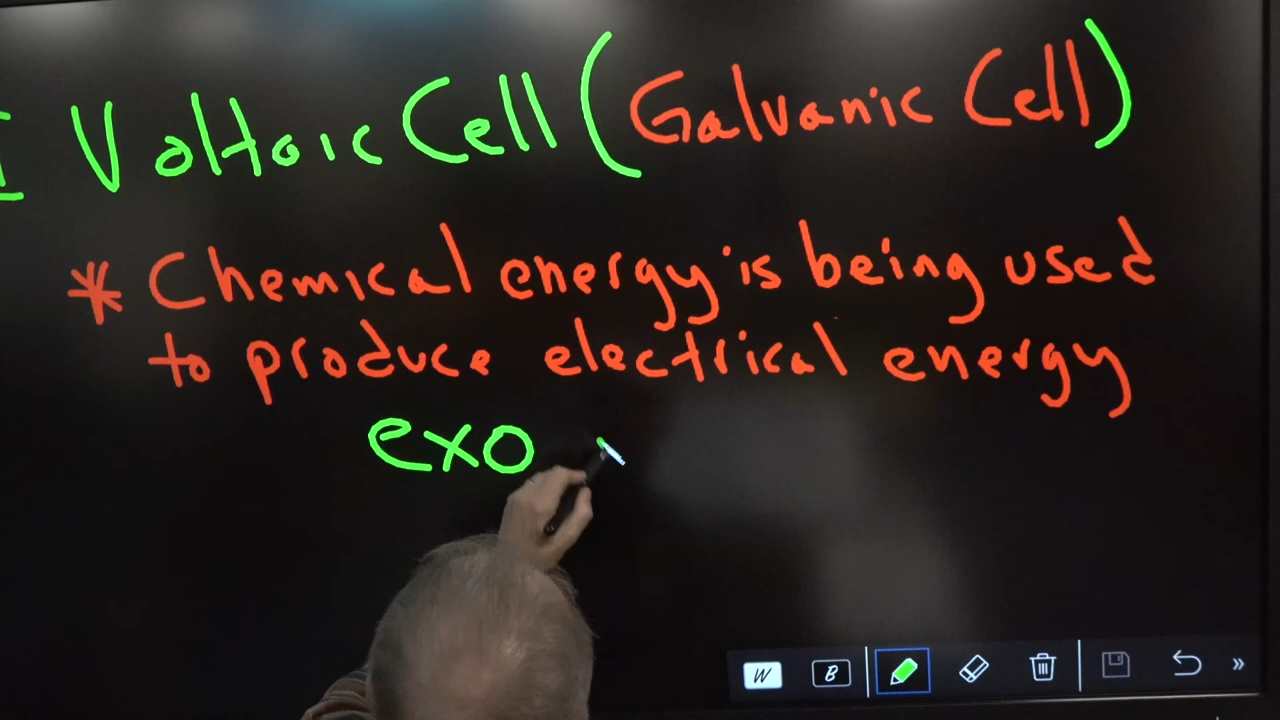 I Voltaic Cell (Galvanic Cell)
* Chemical energy is being used
to produce electrical energy
exo
W B »